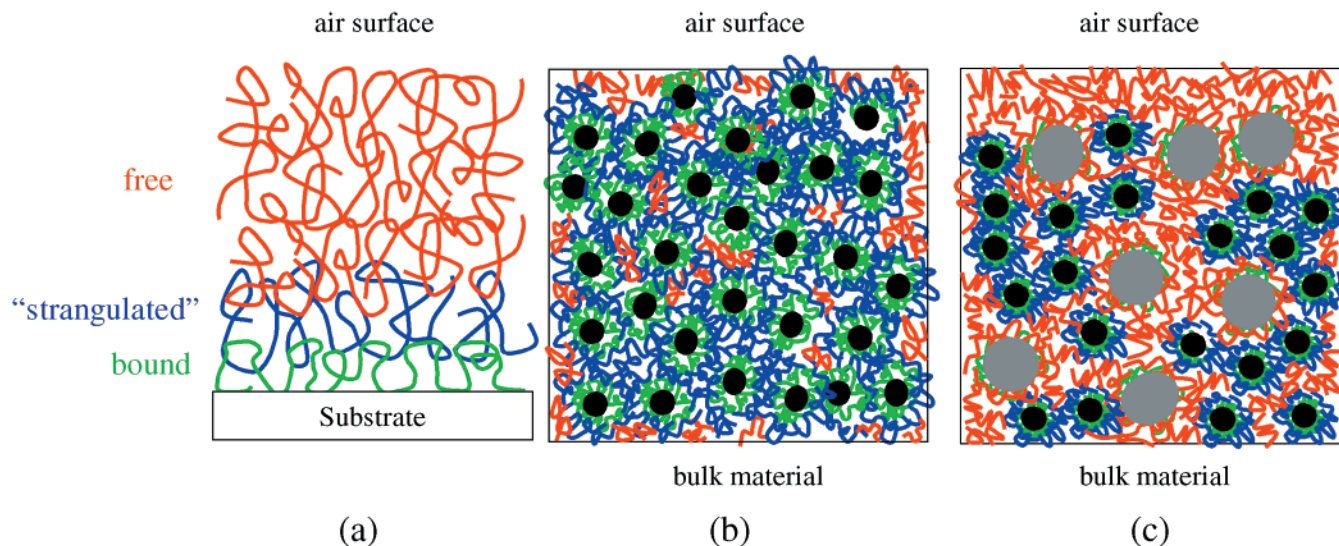 air surface
air surface
air surface
free
“strangulated”
bound
Substrate
bulk material
bulk material
(a)
(b)
(c)